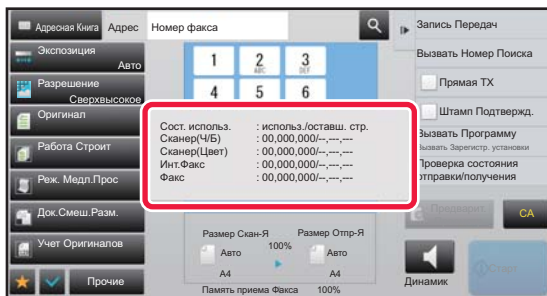 Адресная Книга
Адрес
Номер факса
Экспозиция
Авто
Разрешение
Сверхвысокое
Оригинал
Работа Строит
Реж. Медл.Прос
Док.Смеш.Разм.
Учет Оригиналов
Прочие
1
2
ABC
3
DEF
4
5
6
Сост. использ. : использ./оставш. стр.
Сканер(Ч/Б) : 00,000,000/--,---,---
Сканер(Цвет) : 00,000,000/--,---,---
Инт.Факс : 00,000,000/--,---,---
Факс : 00,000,000/--,---,---
Размер Скан-Я
Размер Отпр-Я
100%
Авто
Авто
A4
A4
Память приема Факса 100%
Запись Передач
Вызвать Номер Поиска
Прямая TX
Штамп Подтвержд.
Вызвать Программу
Вызвать Зарегистр. установки
Проверка состояния
отправки/получения
Предварит.
CA
Динамик
Старт